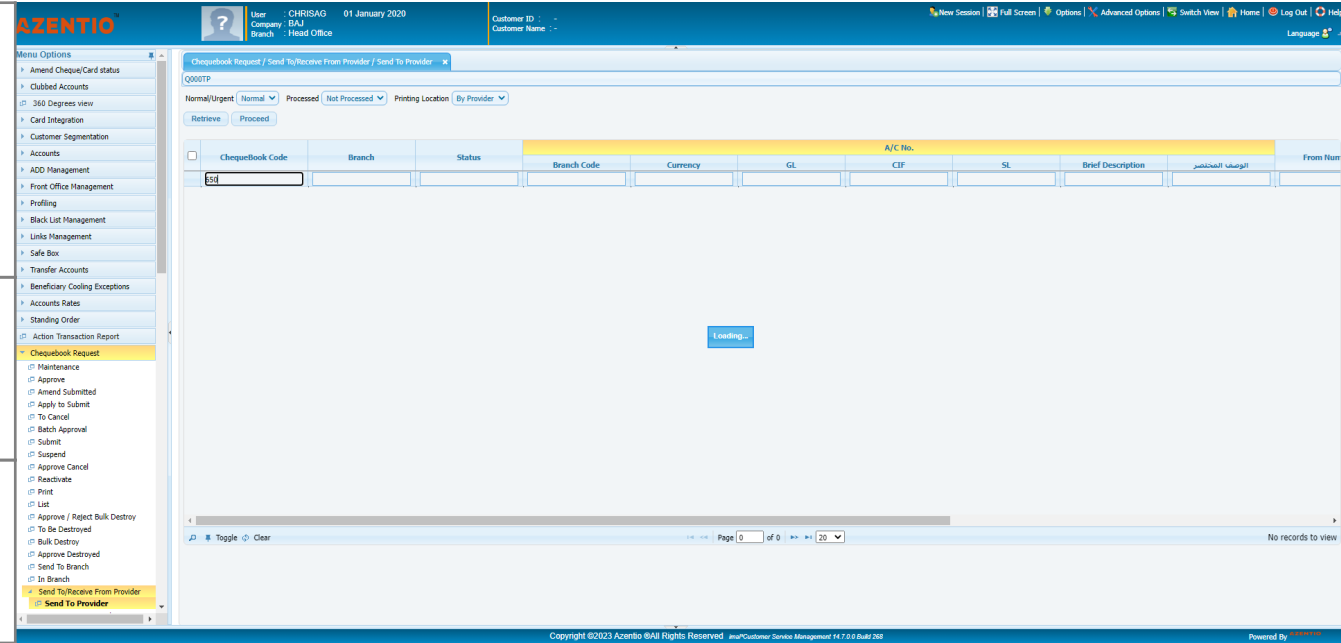 AZENTIO
User : CHRISAG 01 January 2020
Company : BAJ
Branch : Head Office
Customer ID : -
Customer Name : -
New Session | Full Screen | Options | Advanced Options | Switch View | Home | Log Out | Help
Language
Menu Options
Amend Cheque/Card status
Clubbed Accounts
360 Degrees view
Card Integration
Customer Segmentation
Accounts
ADD Management
Front Office Management
Profiling
Black List Management
Links Management
Safe Box
Transfer Accounts
Beneficiary Cooling Exceptions
Accounts Rates
Standing Order
Action Transaction Report
Chequebook Request
Maintenance
Approve
Amend Submitted
Apply to Submit
To Cancel
Batch Approval
Submit
Suspend
Approve Cancel
Reactivate
Print
List
Approve / Reject Bulk Destroy
To Be Destroyed
Bulk Destroy
Approve Destroyed
Send To Branch
In Branch
Send To/Receive From Provider
Send To Provider
Chequebook Request / Send To/Receive From Provider / Send To Provider x
Q000TP
Normal/Urgent Normal Processed Not Processed Printing Location By Provider
Retrieve Proceed
A/C No.
ChequeBook Code Branch Status Branch Code Currency GL CIF SL Brief Description الوصف المختصر From Num
650
Loading...
Toggle Clear Page 0 of 0 20 No records to view
Copyright ©2023 Azentio ®All Rights Reserved imal®Customer Service Management 14.7.0.0 Build 268 Powered By AZENTIO